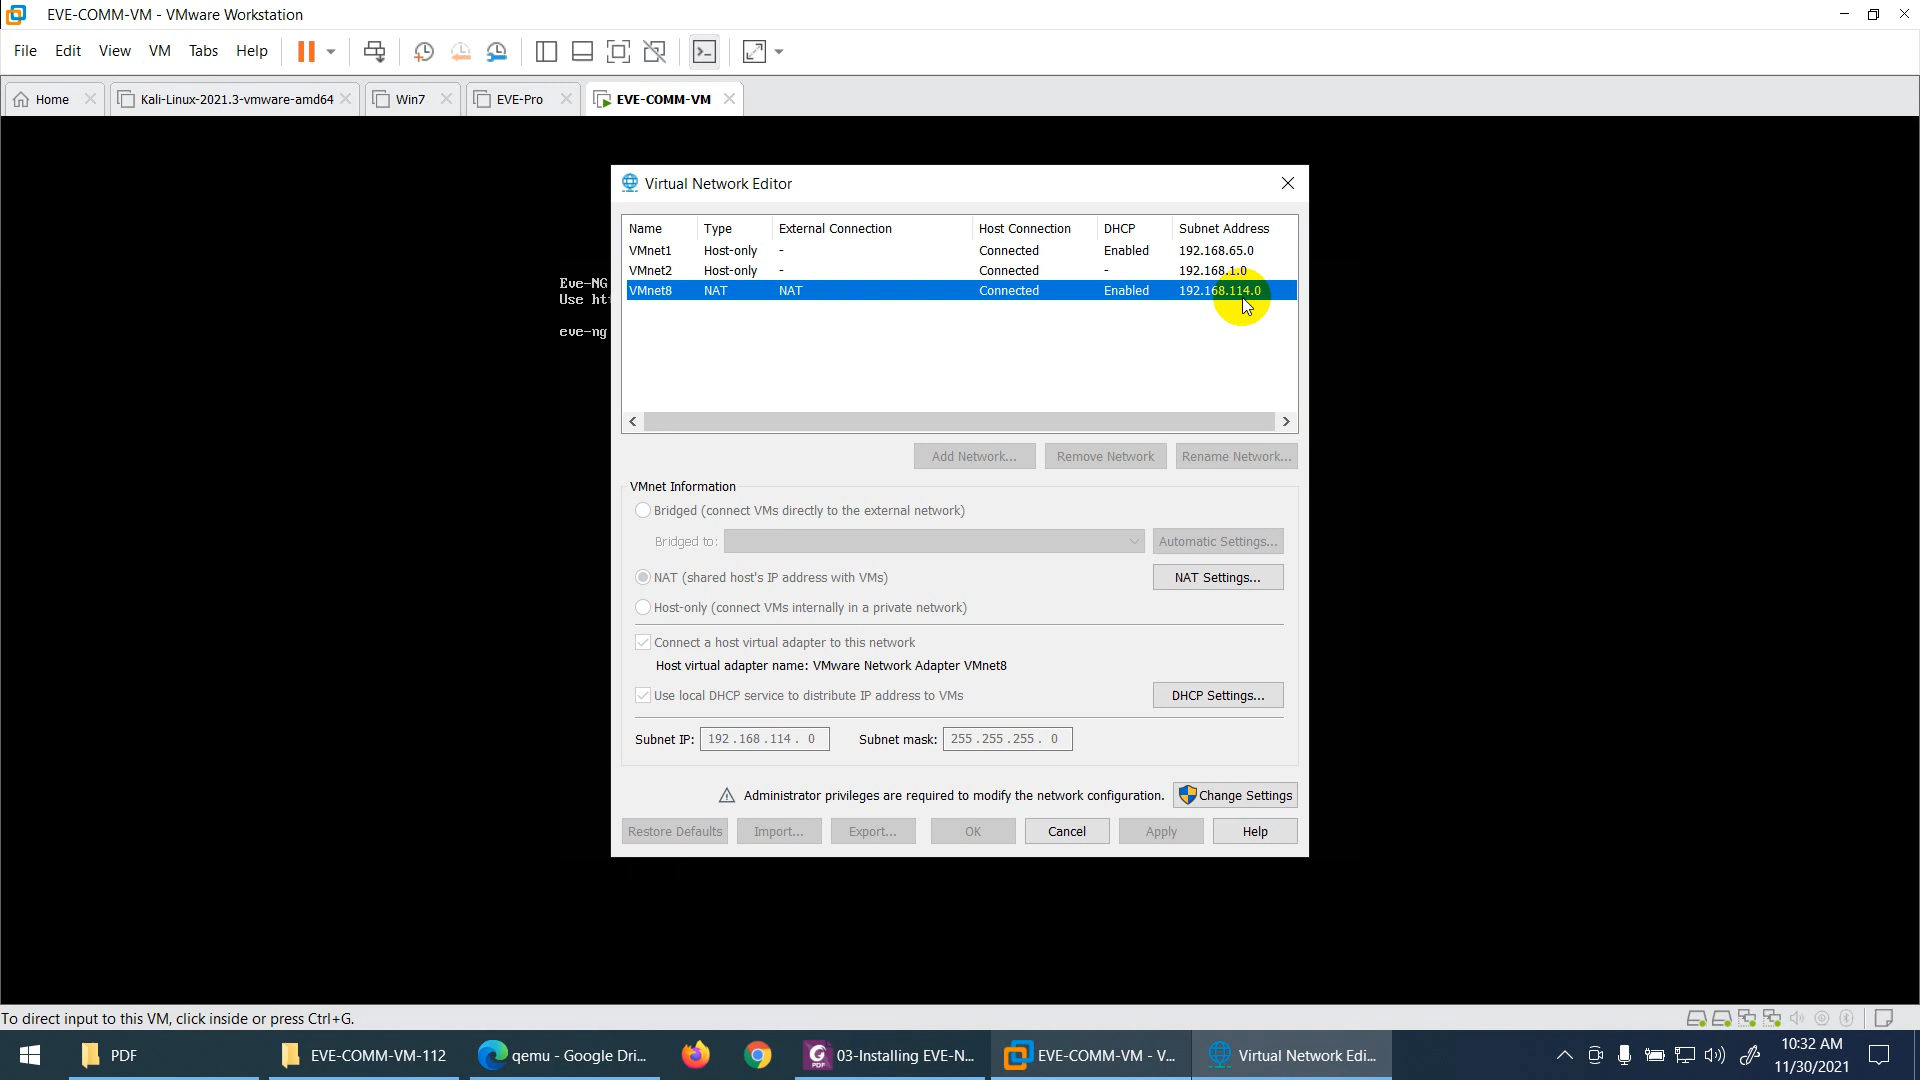 EVE-COMM-VM - VMware Workstation
File Edit View VM Tabs Help
Home Kali-Linux-2021.3-vmware-amd64 Win7 EVE-Pro EVE-COMM-VM
Eve-NG
Use htt
eve-ng
Virtual Network Editor
Name Type External Connection Host Connection DHCP Subnet Address
VMnet1 Host-only - Connected Enabled 192.168.65.0
VMnet2 Host-only - Connected - 192.168.1.0
VMnet8 NAT NAT Connected Enabled 192.168.114.0
Add Network... Remove Network Rename Network...
VMnet Information
Bridged (connect VMs directly to the external network)
Bridged to: Automatic Settings...
NAT (shared host's IP address with VMs) NAT Settings...
Host-only (connect VMs internally in a private network)
Connect a host virtual adapter to this network
Host virtual adapter name: VMware Network Adapter VMnet8
Use local DHCP service to distribute IP address to VMs DHCP Settings...
Subnet IP: 192 . 168 . 114 . 0 Subnet mask: 255 . 255 . 255 . 0
Administrator privileges are required to modify the network configuration. Change Settings
Restore Defaults Import... Export... OK Cancel Apply Help
To direct input to this VM, click inside or press Ctrl+G.
PDF EVE-COMM-VM-112 qemu - Google Dri... 03-Installing EVE-N... EVE-COMM-VM - V... Virtual Network Edi... 10:32 AM
11/30/2021